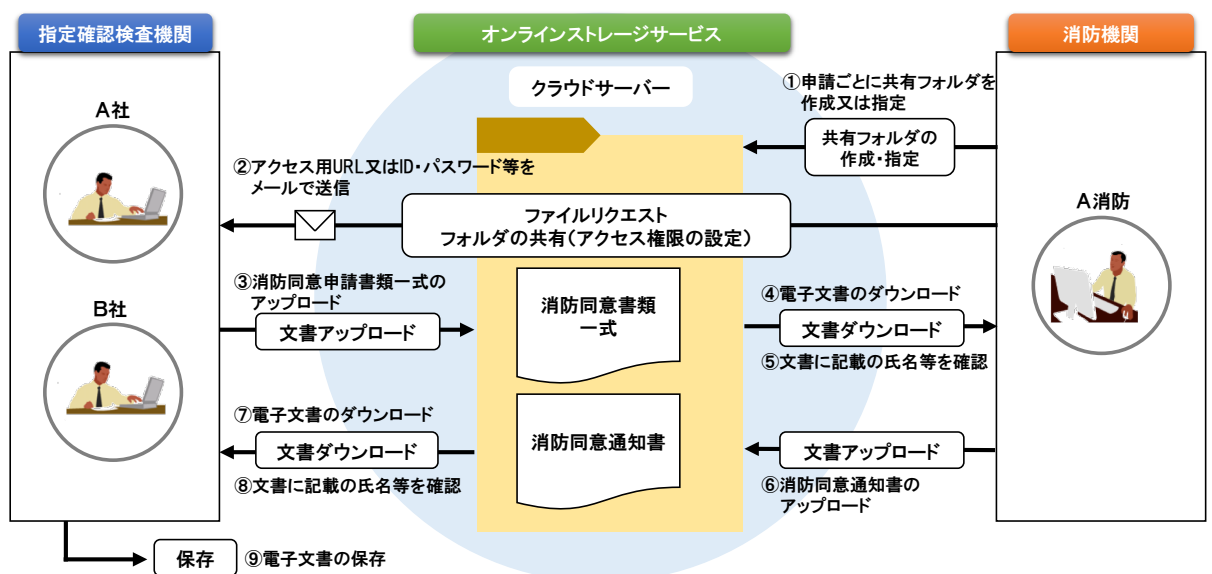 指定確認検査機関
オンラインストレージサービス
消防機関
クラウドサーバー
①申請ごとに共有フォルダを
作成又は指定
共有フォルダの
作成・指定
A社
②アクセス用URL又はID・パスワード等を
メールで送信
ファイルリクエスト
フォルダの共有(アクセス権限の設定)
A消防
③消防同意申請書類一式の
アップロード
文書アップロード
消防同意書類
一式
④電子文書のダウンロード
文書ダウンロード
⑤文書に記載の氏名等を確認
B社
⑦電子文書のダウンロード
文書ダウンロード
⑧文書に記載の氏名等を確認
消防同意通知書
文書アップロード
⑥消防同意通知書の
アップロード
保存
⑨電子文書の保存